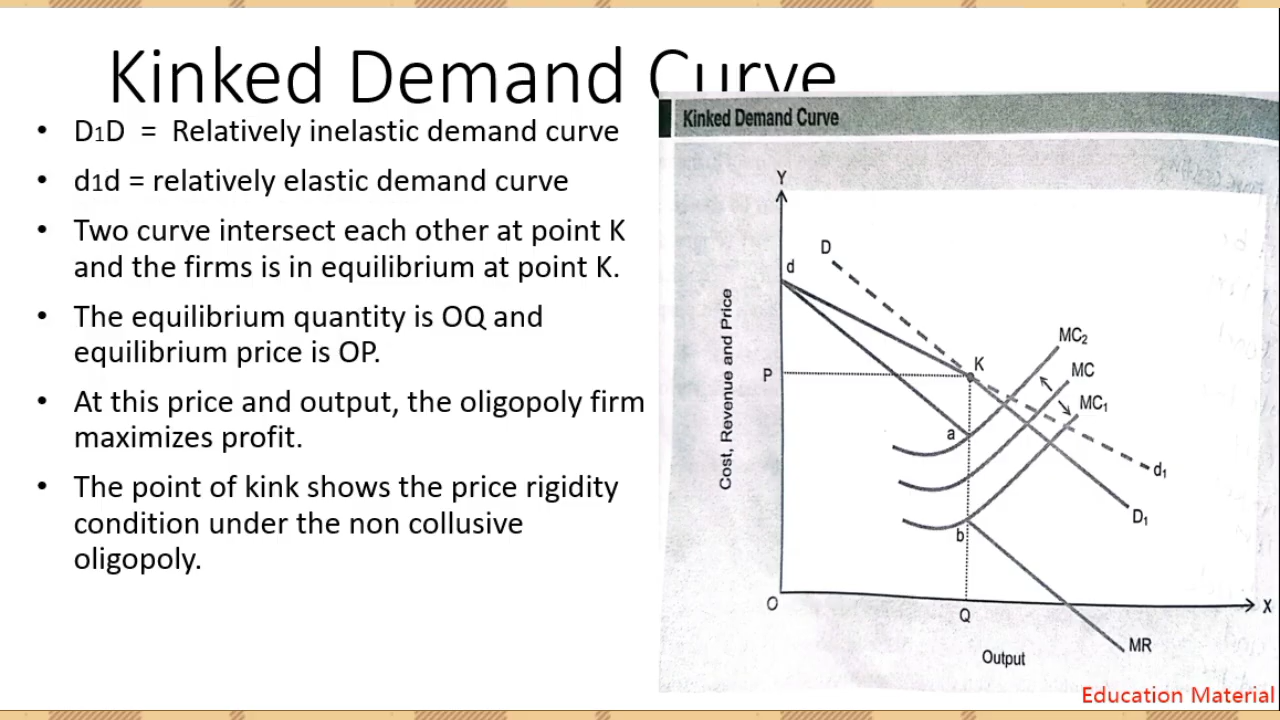 Kinked Demand Curve
• D1D = Relatively inelastic demand curve
• d1d = relatively elastic demand curve
• Two curve intersect each other at point K
and the firms is in equilibrium at point K.
• The equilibrium quantity is OQ and
equilibrium price is OP.
• At this price and output, the oligopoly firm
maximizes profit.
• The point of kink shows the price rigidity
condition under the non collusive
oligopoly.
Kinked Demand Curve
Y
D
d
Cost, Revenue and Price
MC₂
K
MC
P
MC₁
a
d₁
D₁
b
O
Q
X
MR
Output
Education Material